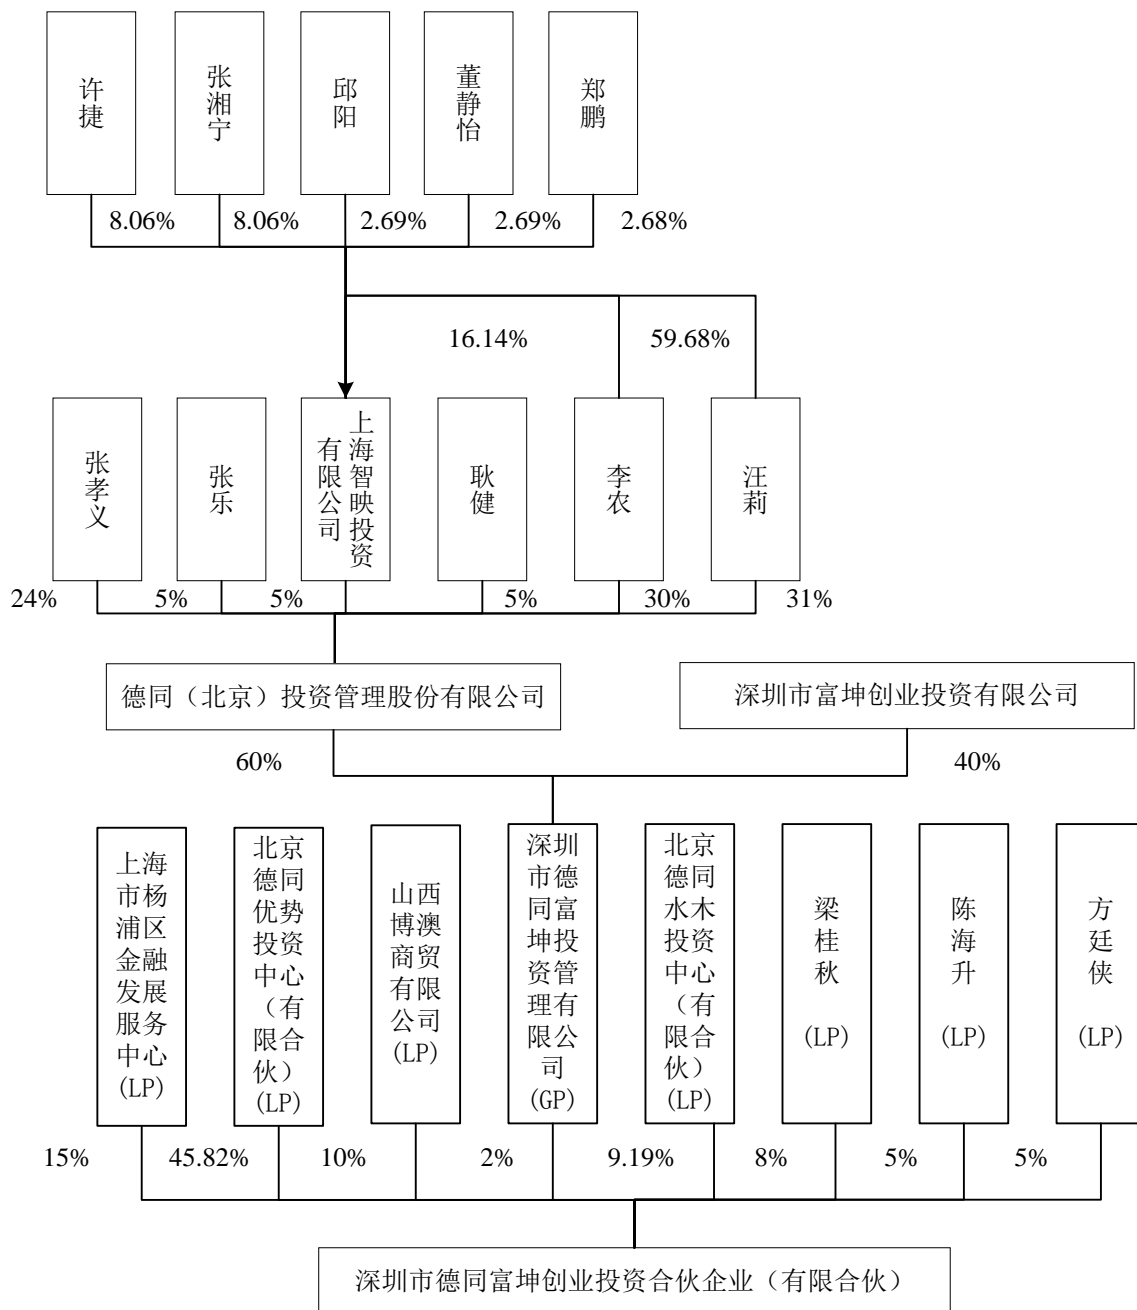 许捷
张湘宁
邱阳
董静怡
郑鹏
8.06%
8.06%
2.69%
2.69%
2.68%
16.14%
59.68%
张孝义
张乐
上海智映投资
有限公司
耿健
李农
汪莉
24%
5%
5%
5%
30%
31%
德同（北京）投资管理股份有限公司
深圳市富坤创业投资有限公司
60%
40%
上海
市杨
浦区
金融
发展
服务
中心
(LP)
北京
德同
优势
投资
中心
（有
限合
伙）
(LP)
山西
博澳
商贸
有限
公司
(LP)
深圳
市德
同富
坤投
资管
理有
限公
司
(GP)
北京
德同
水木
投资
中心
（有
限合
伙）
(LP)
梁桂秋
(LP)
陈海升
(LP)
方廷侠
(LP)
15%
45.82%
10%
2%
9.19%
8%
5%
5%
深圳市德同富坤创业投资合伙企业（有限合伙）